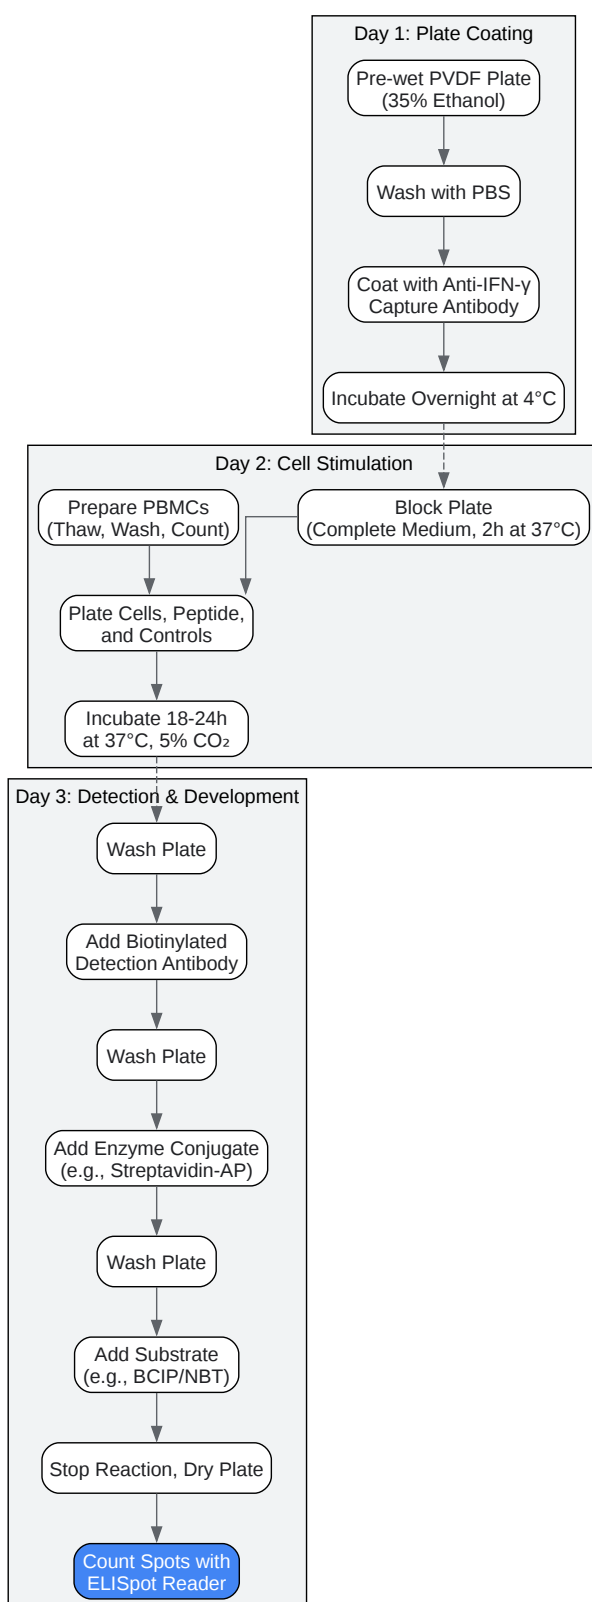 Day 1: Plate Coating
Pre-wet PVDF Plate
(35% Ethanol)
Wash with PBS
Coat with Anti-IFN-γ
Capture Antibody
Incubate Overnight at 4°C
Day 2: Cell Stimulation
Prepare PBMCs
(Thaw, Wash, Count)
Block Plate
(Complete Medium, 2h at 37°C)
Plate Cells, Peptide,
and Controls
Incubate 18-24h
at 37°C, 5% CO₂
Day 3: Detection & Development
Wash Plate
Add Biotinylated
Detection Antibody
Wash Plate
Add Enzyme Conjugate
(e.g., Streptavidin-AP)
Wash Plate
Add Substrate
(e.g., BCIP/NBT)
Stop Reaction, Dry Plate
Count Spots with
ELISpot Reader